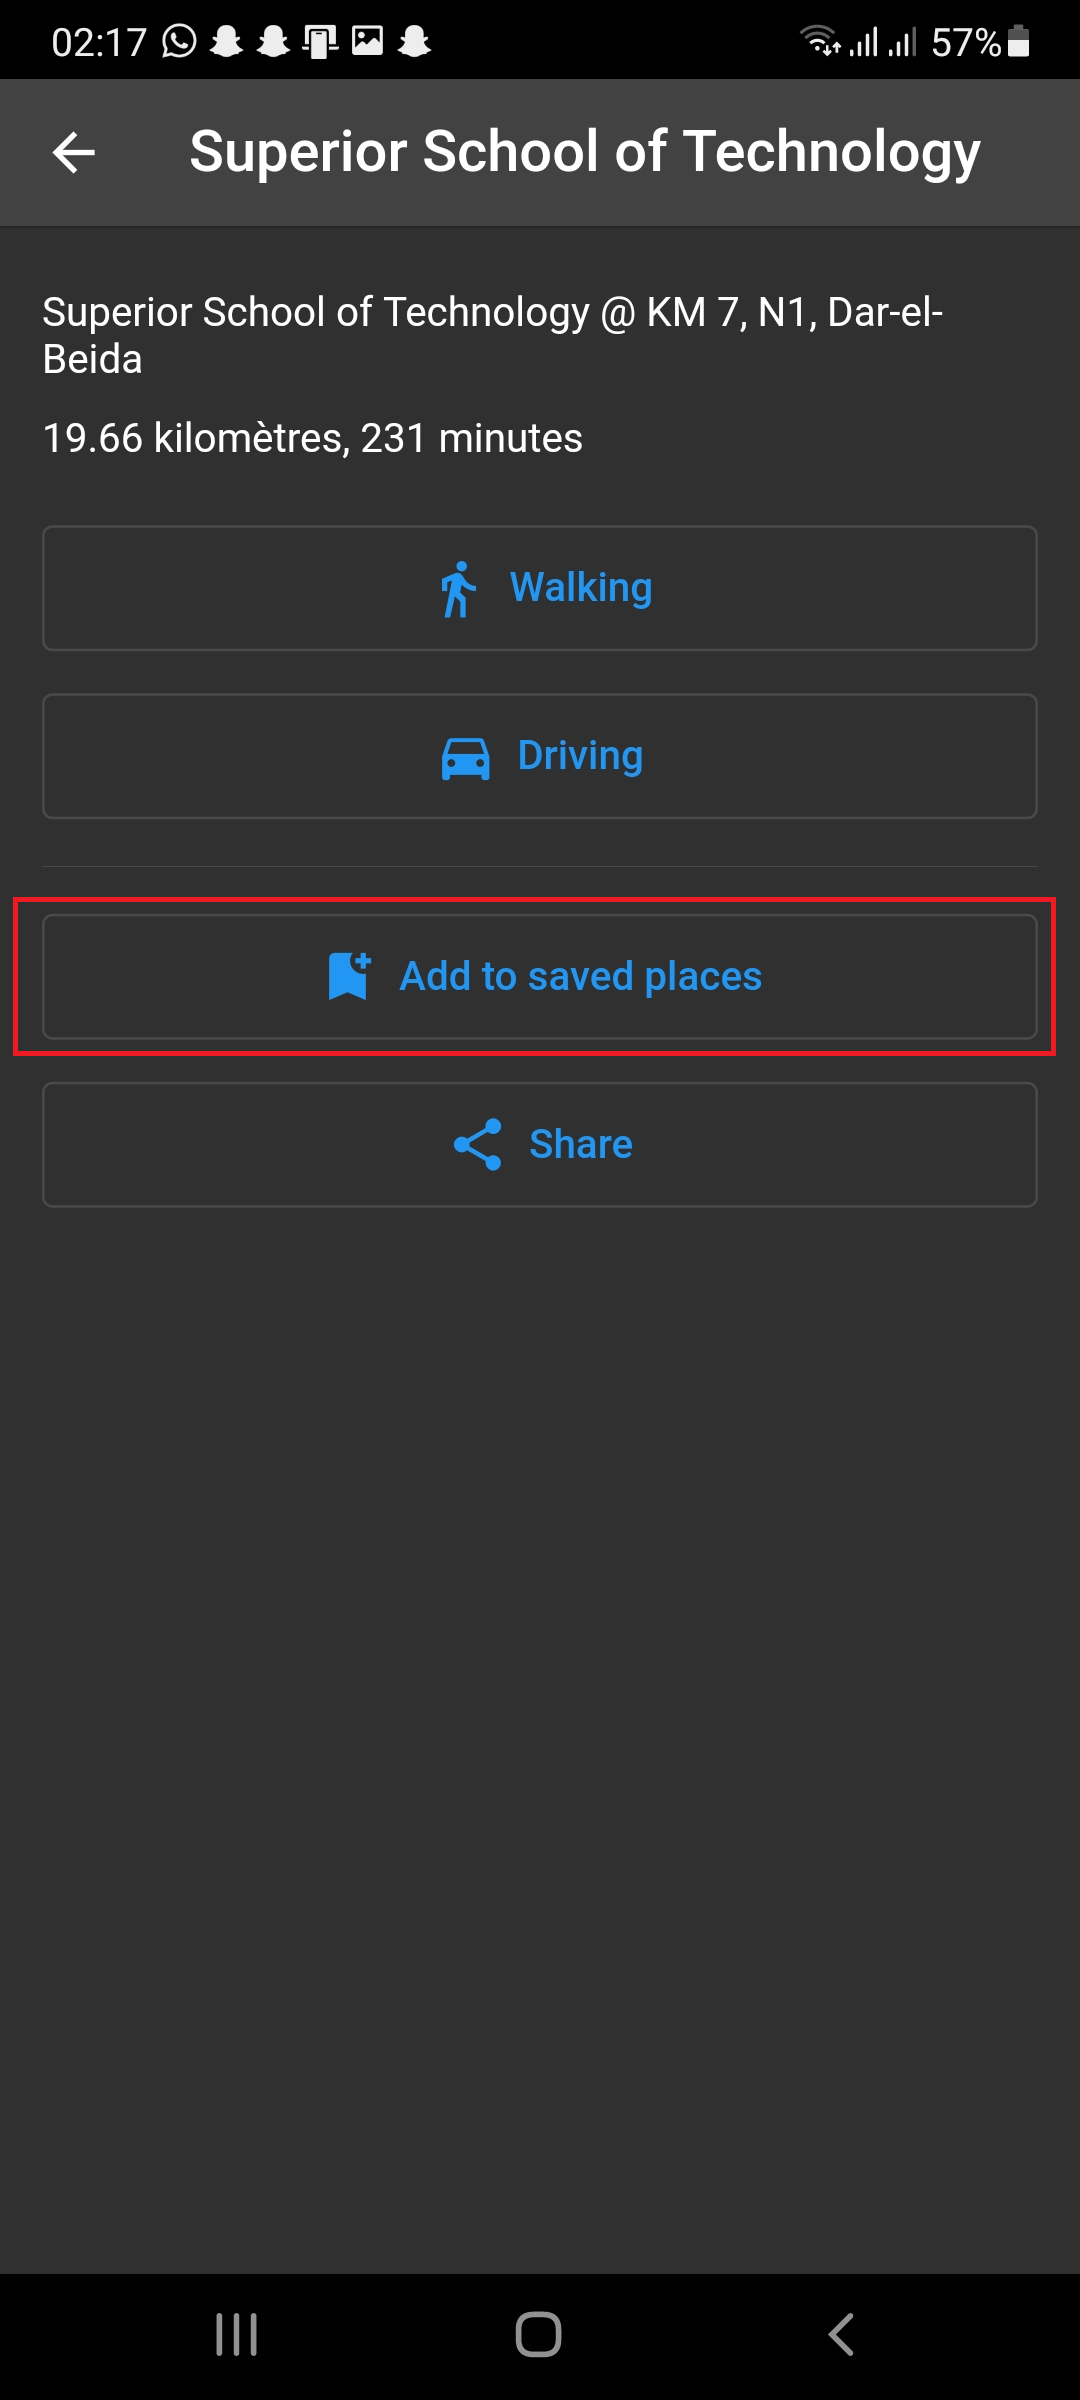 02:17
57%
Superior School of Technology
Superior School of Technology @ KM 7, N1, Dar-el-
Beida
19.66 kilomètres, 231 minutes
Walking
Driving
Add to saved places
Share